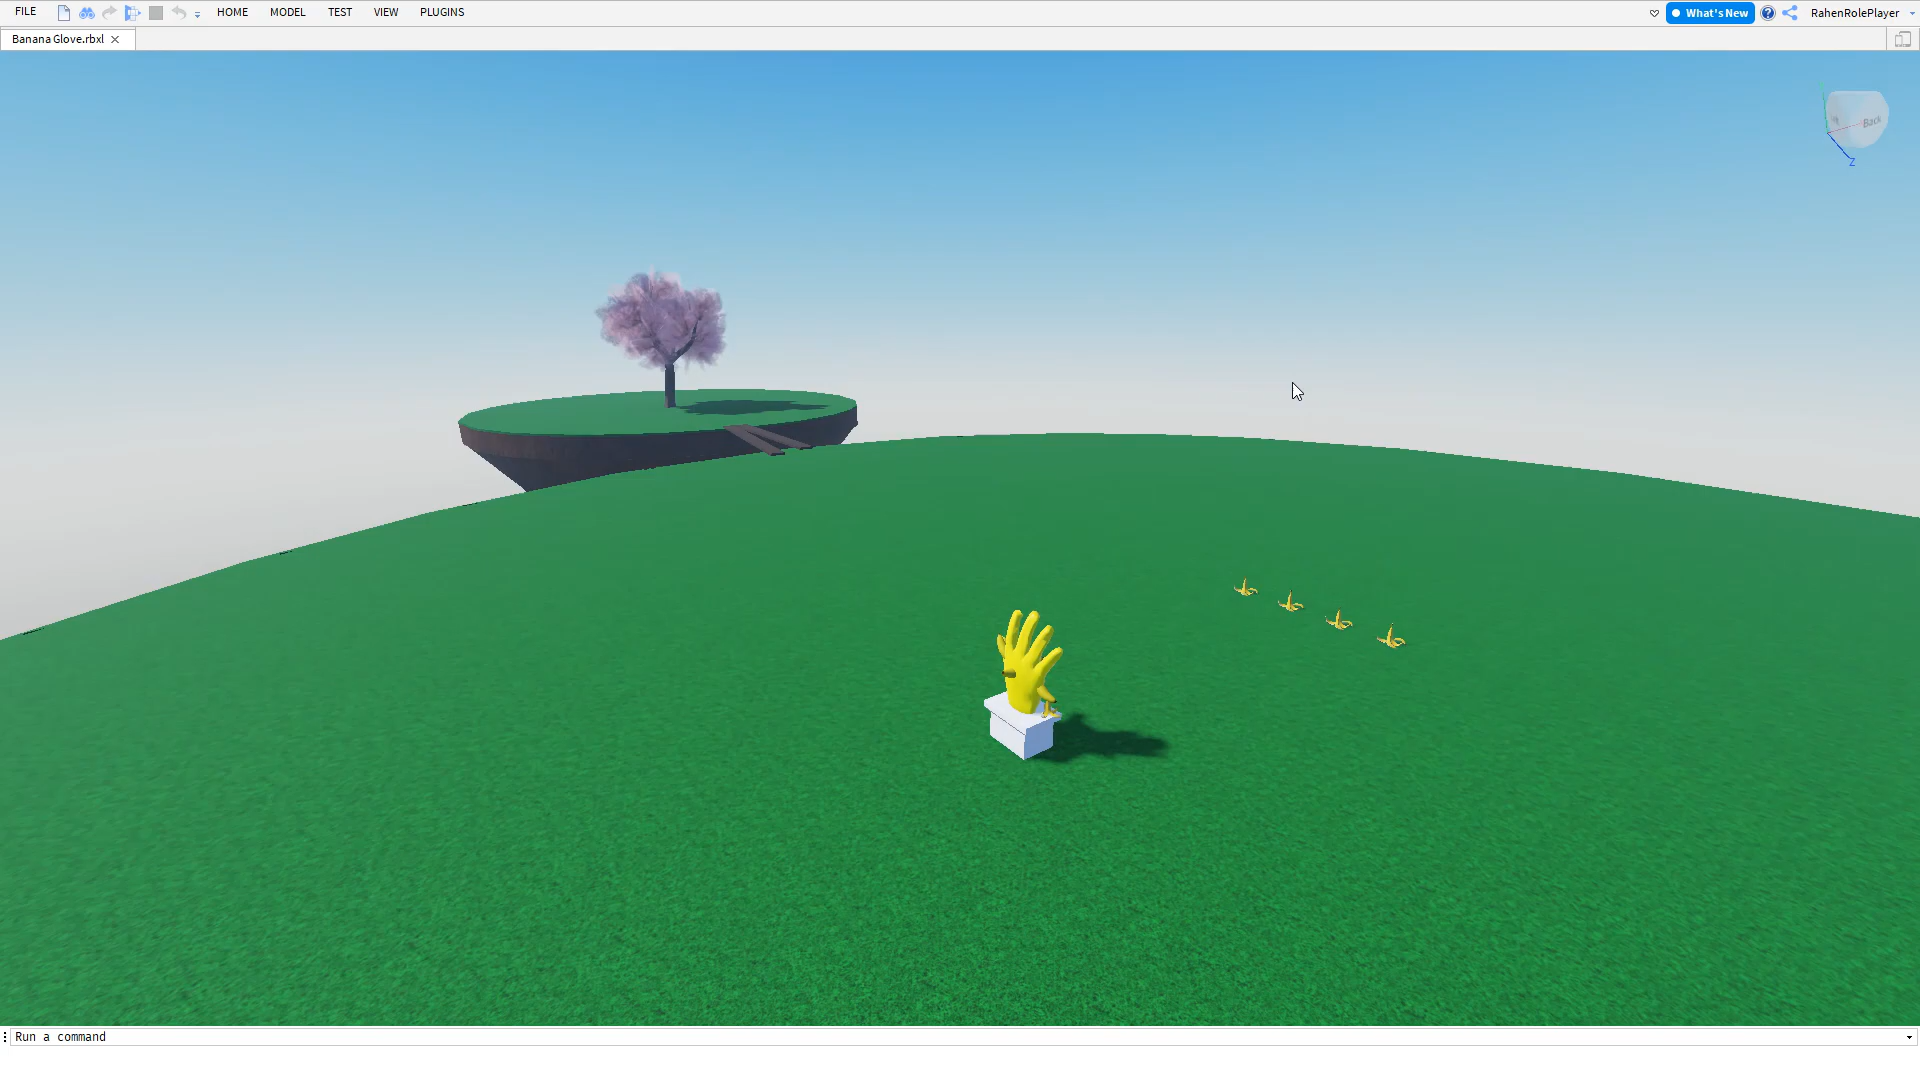 FILE HOME MODEL TEST VIEW PLUGINS What's New RahenRolePlayer
Banana Glove.rbxl
Back
Z
Run a command